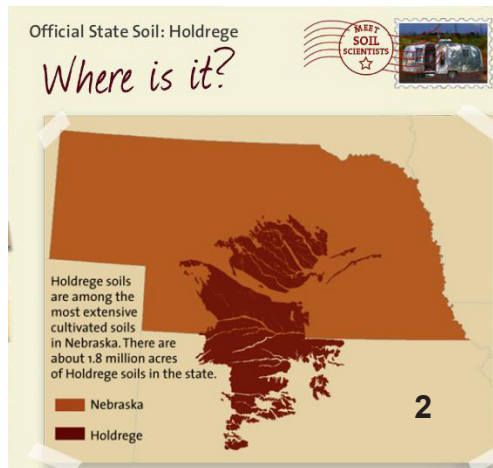 Official State Soil: Holdrege
MEET
SOIL
SCIENTISTS
Where is it?
Holdrege soils
are among the
most extensive
cultivated soils
in Nebraska. There are
about 1.8 million acres
of Holdrege soils in the state.
Nebraska
Holdrege
2